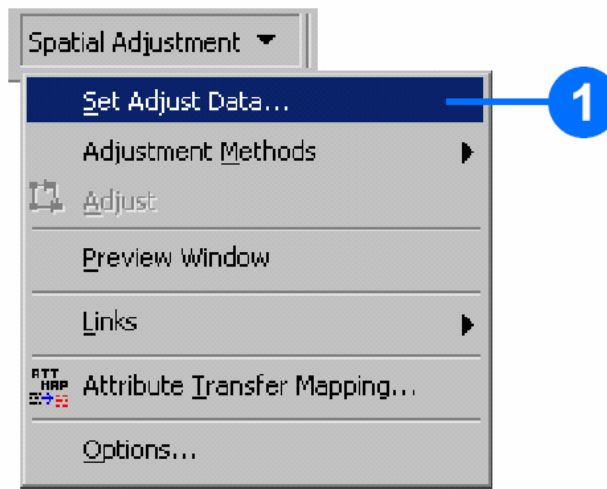 Spatial Adjustment
Set Adjust Data...
1
Adjustment Methods
Adjust
Preview Window
Links
ATT
MAP
Attribute Transfer Mapping...
Options...